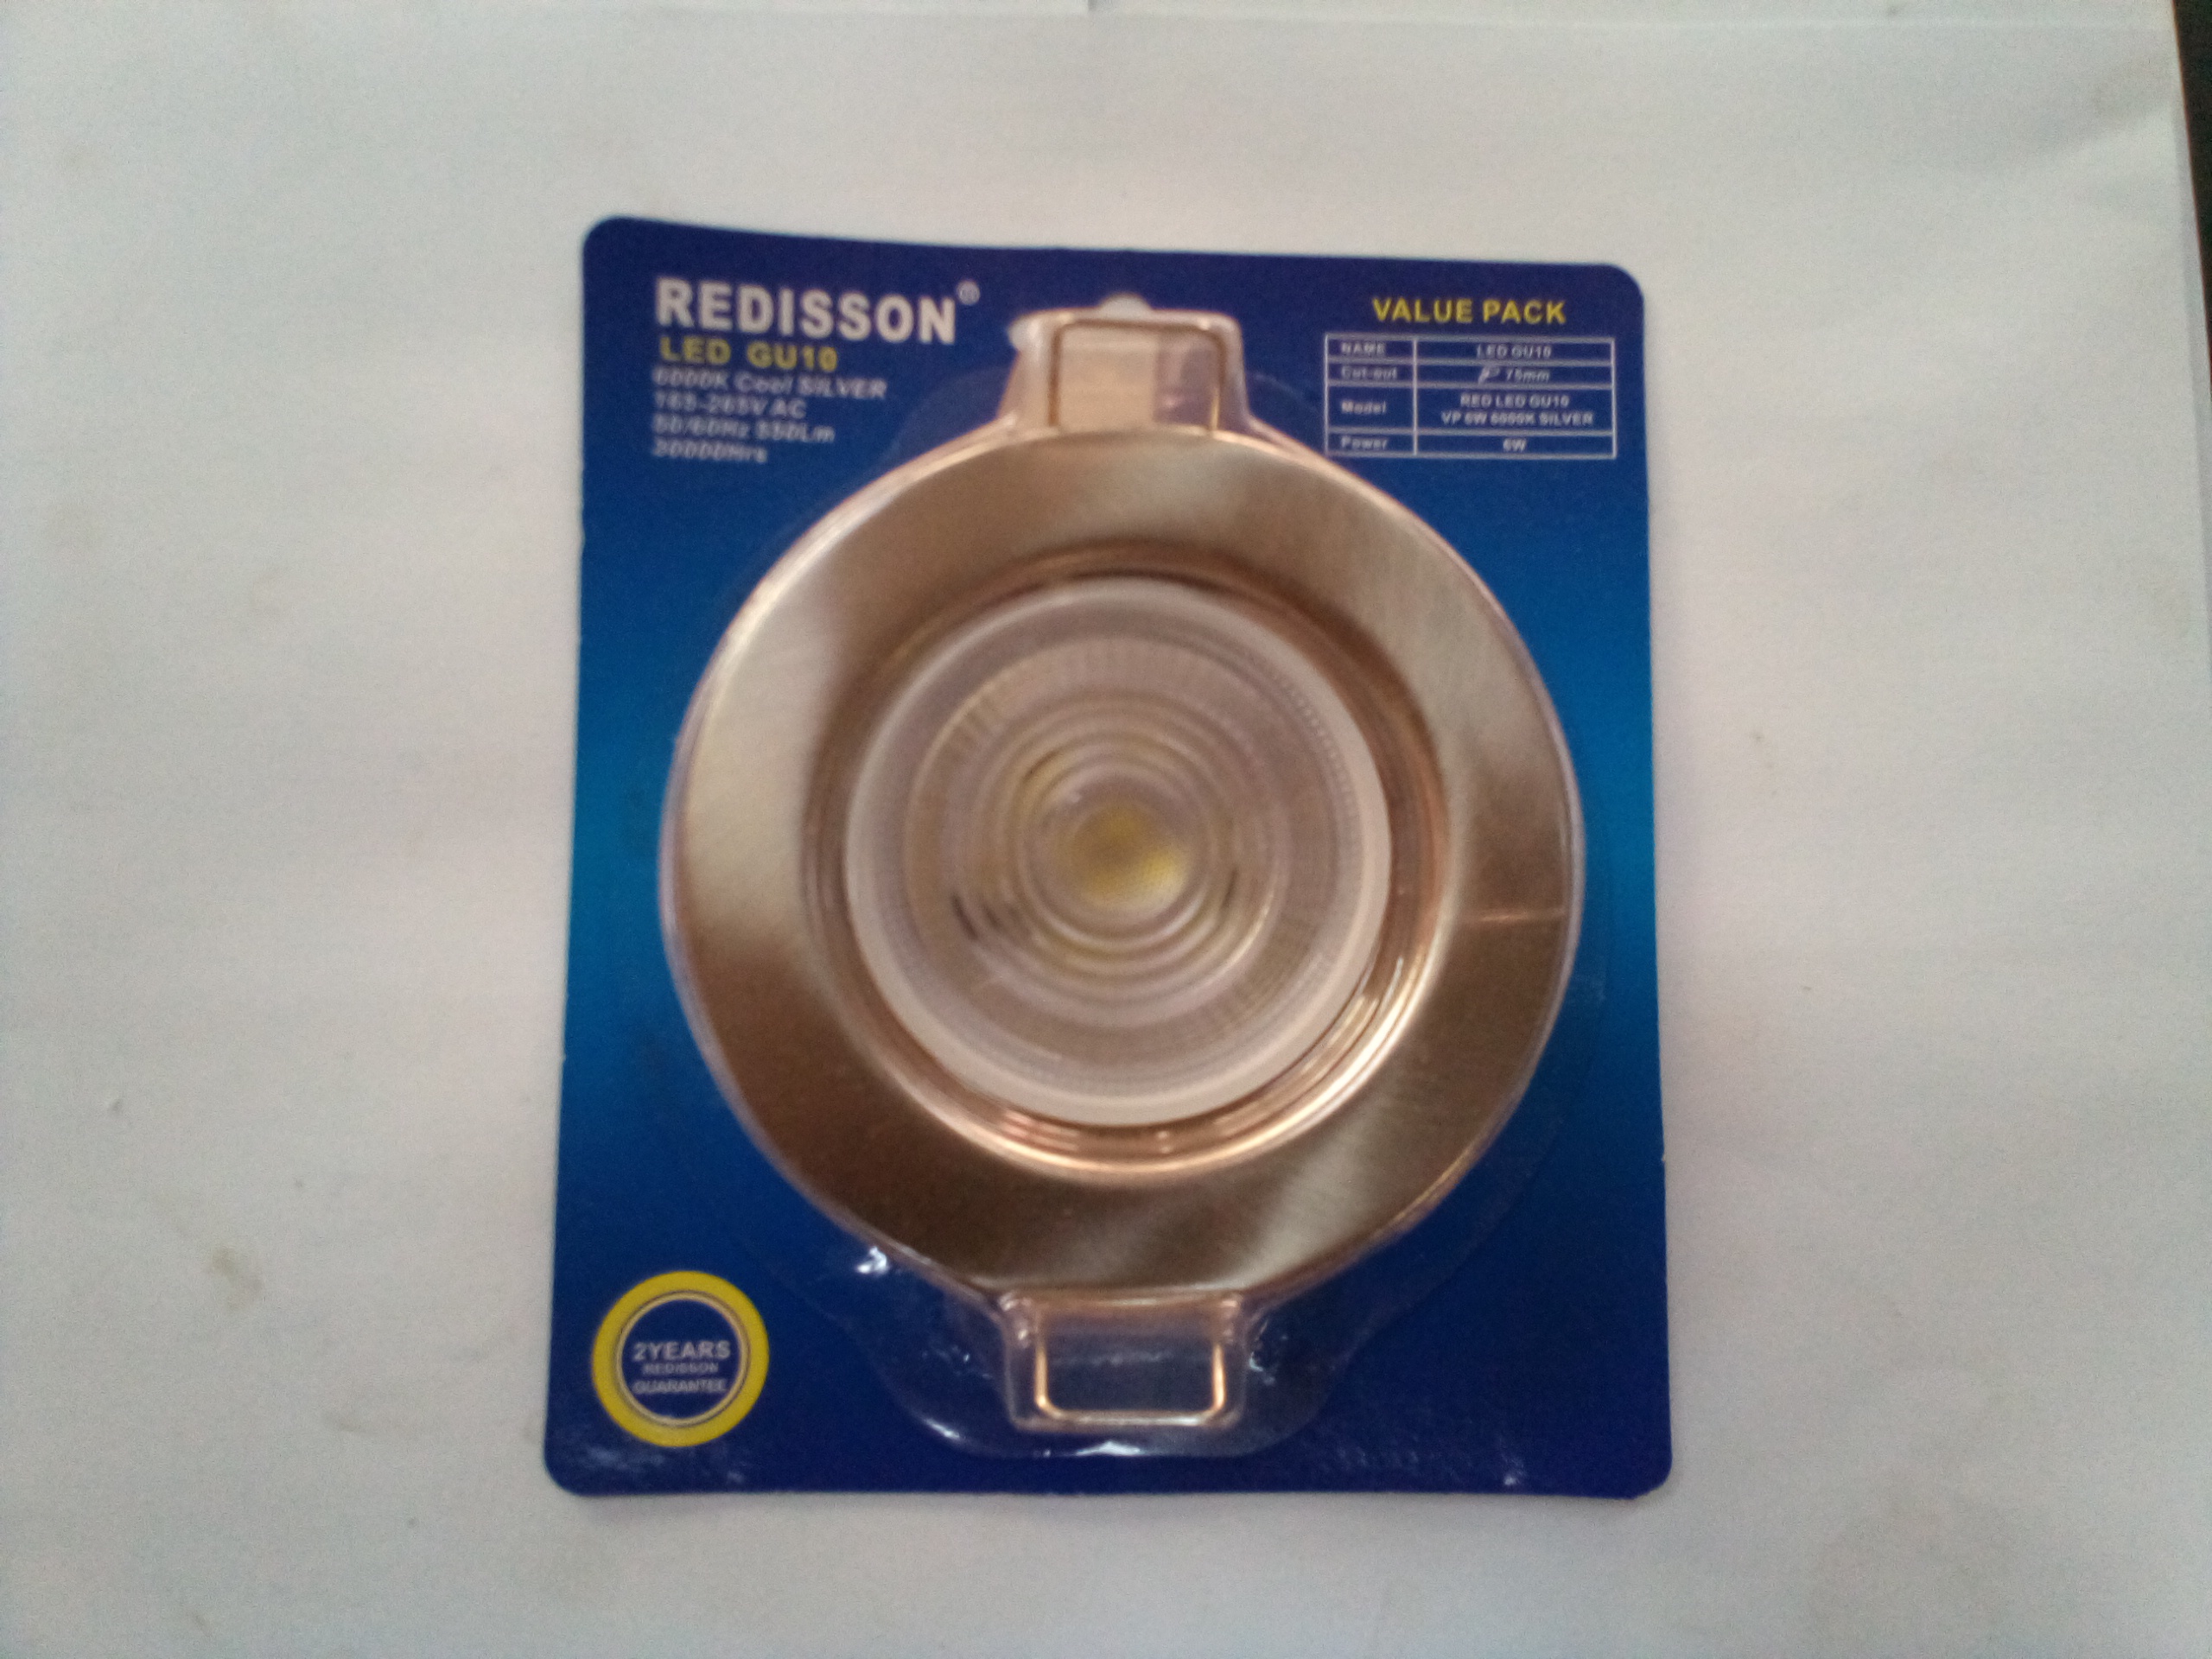 REDISSON®
LED GU10
6000K Cool SILVER
165-265V AC
50/60Hz 550Lm
30000Hrs
VALUE PACK
NAME LED GU10
Cut-out 75mm
Model RED LED GU10
VP 6W 6000K SILVER
Power 6W
2YEARS
REDISSON
GUARANTEE